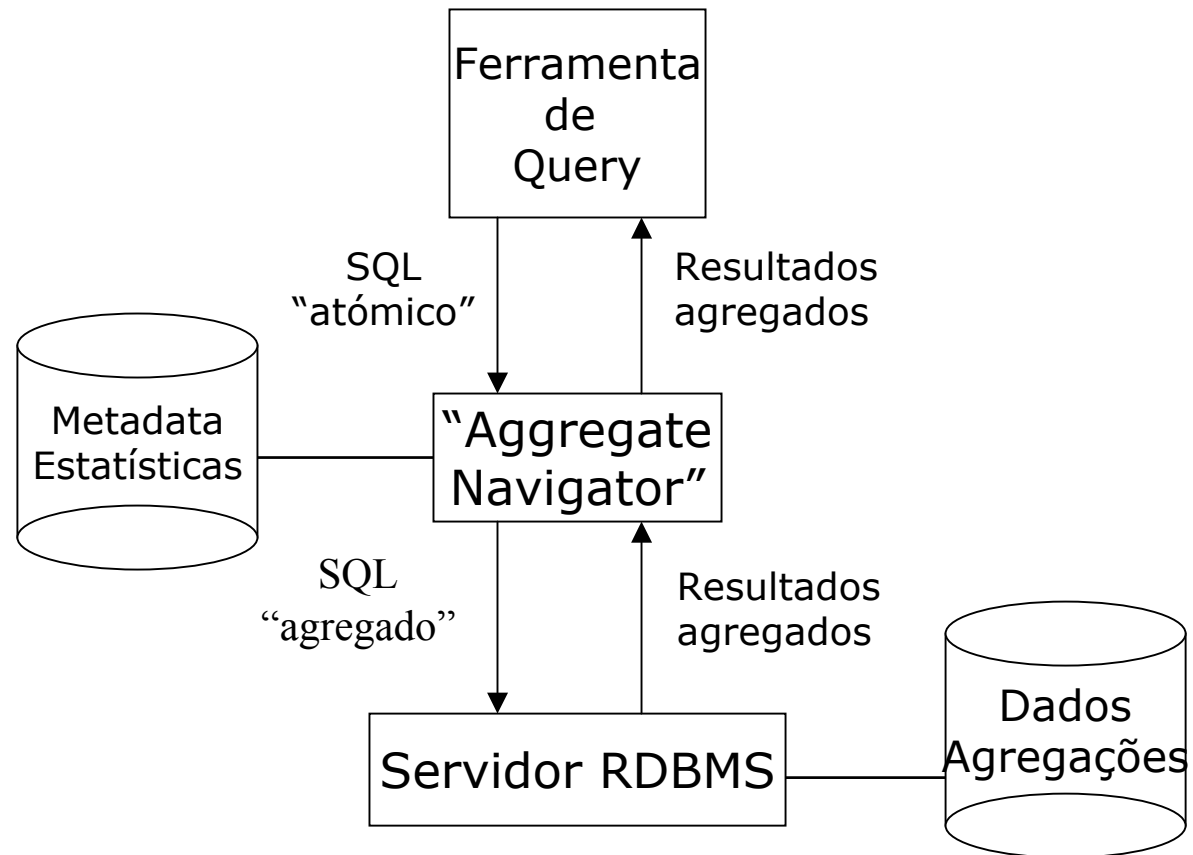 Ferramenta
de
Query
SQL
“atómico”
Resultados
agregados
Metadata
Estatísticas
“Aggregate
Navigator”
SQL
“agregado”
Resultados
agregados
Dados
Agregações
Servidor RDBMS